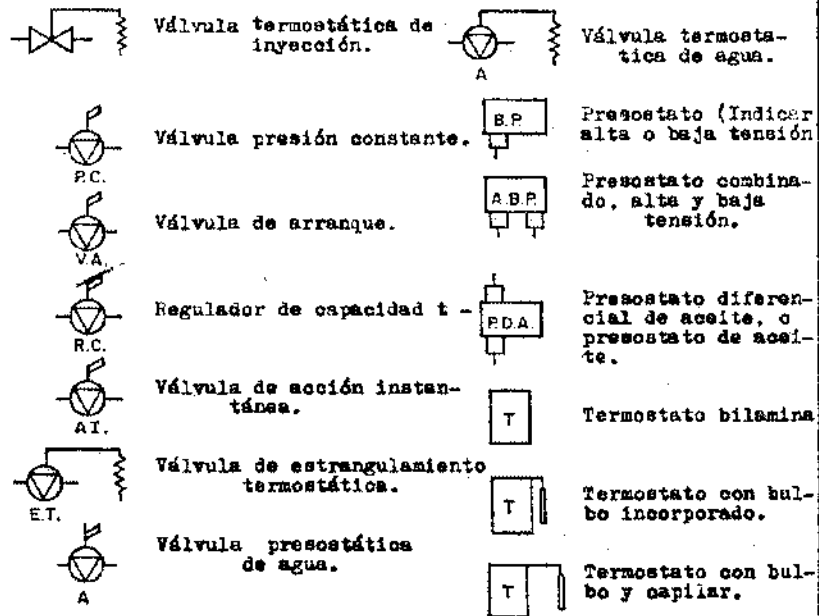 Válvula termostática de
inyección.
P.C.
Válvula presión constante.
V.A.
Válvula de arranque.
R.C.
Regulador de capacidad t -
A.I.
Válvula de acción instan-
tánea.
E.T.
Válvula de estrangulamiento
termostática.
A
Válvula presostática
de agua.
A
Válvula termosta-
tica de agua.
B.P.
Presostato (Indicar
alta o baja tensión
A.B.P.
Presostato combina-
do, alta y baja
tensión.
P.D.A.
Presostato diferen-
cial de aceite, o
presostato de acei-
te.
T
Termostato bilamina
T
Termostato con bul-
bo incorporado.
T
Termostato con bulb-
bo y capilar.